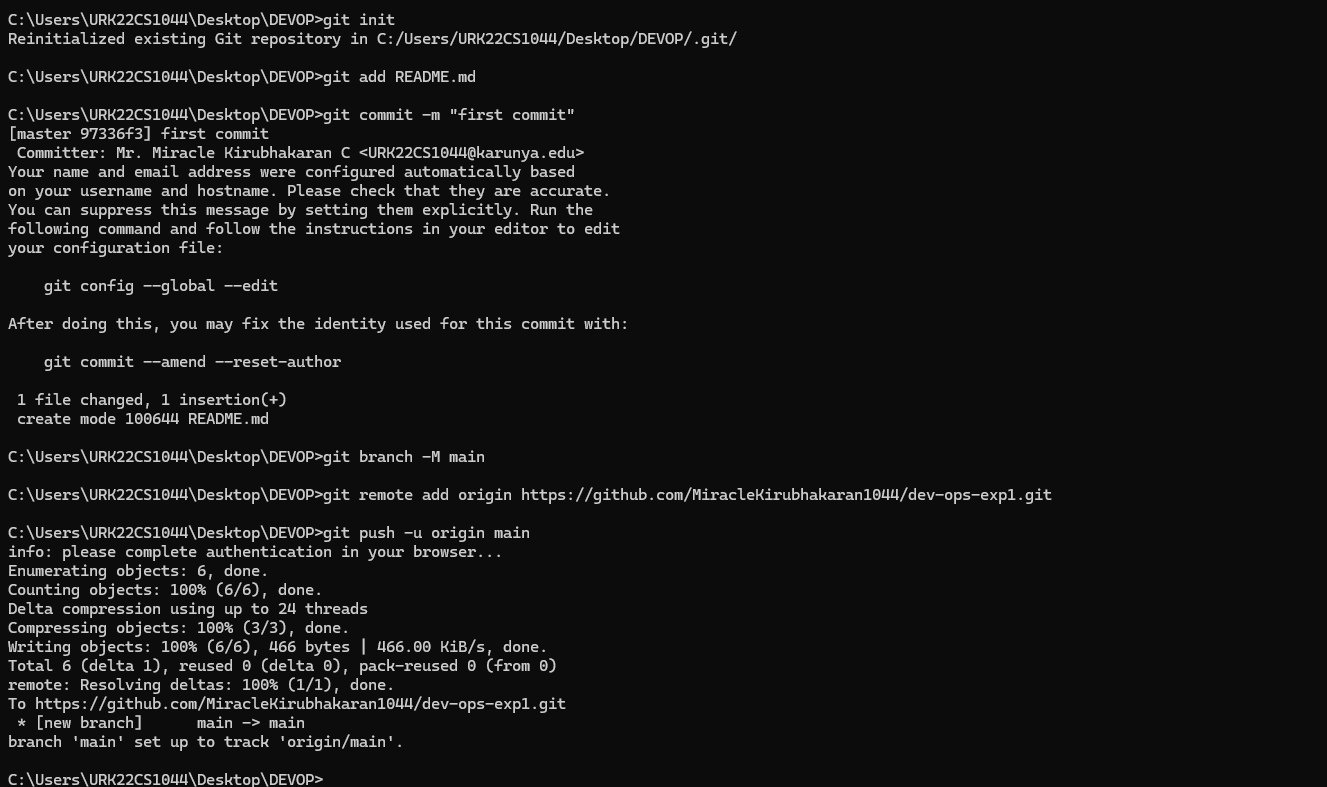 C:\Users\URK22CS1044\Desktop\DEVOP>git init
Reinitialized existing Git repository in C:/Users/URK22CS1044/Desktop/DEVOP/.git/

C:\Users\URK22CS1044\Desktop\DEVOP>git add README.md

C:\Users\URK22CS1044\Desktop\DEVOP>git commit -m "first commit"
[master 97336f3] first commit
 Committer: Mr. Miracle Kirubhakaran C <URK22CS1044@karunya.edu>
Your name and email address were configured automatically based
on your username and hostname. Please check that they are accurate.
You can suppress this message by setting them explicitly. Run the
following command and follow the instructions in your editor to edit
your configuration file:

    git config --global --edit

After doing this, you may fix the identity used for this commit with:

    git commit --amend --reset-author

 1 file changed, 1 insertion(+)
 create mode 100644 README.md

C:\Users\URK22CS1044\Desktop\DEVOP>git branch -M main

C:\Users\URK22CS1044\Desktop\DEVOP>git remote add origin https://github.com/MiracleKirubhakaran1044/dev-ops-exp1.git

C:\Users\URK22CS1044\Desktop\DEVOP>git push -u origin main
info: please complete authentication in your browser...
Enumerating objects: 6, done.
Counting objects: 100% (6/6), done.
Delta compression using up to 24 threads
Compressing objects: 100% (3/3), done.
Writing objects: 100% (6/6), 466 bytes | 466.00 KiB/s, done.
Total 6 (delta 1), reused 0 (delta 0), pack-reused 0 (from 0)
remote: Resolving deltas: 100% (1/1), done.
To https://github.com/MiracleKirubhakaran1044/dev-ops-exp1.git
 * [new branch]      main -> main
branch 'main' set up to track 'origin/main'.

C:\Users\URK22CS1044\Desktop\DEVOP>